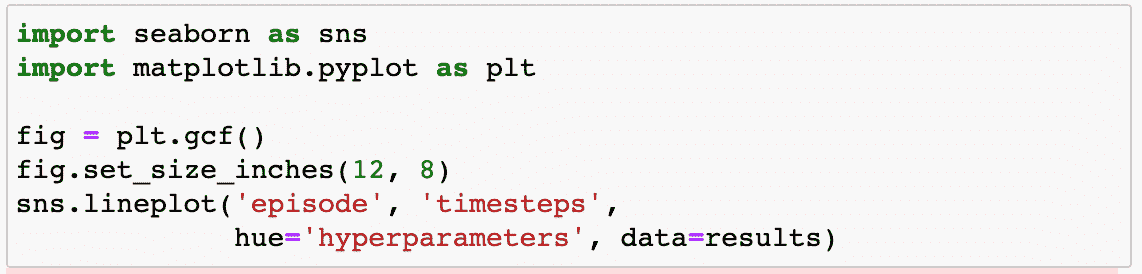 import seaborn as sns
import matplotlib.pyplot as plt

fig = plt.gcf()
fig.set_size_inches(12, 8)
sns.lineplot('episode', 'timesteps',
             hue='hyperparameters', data=results)